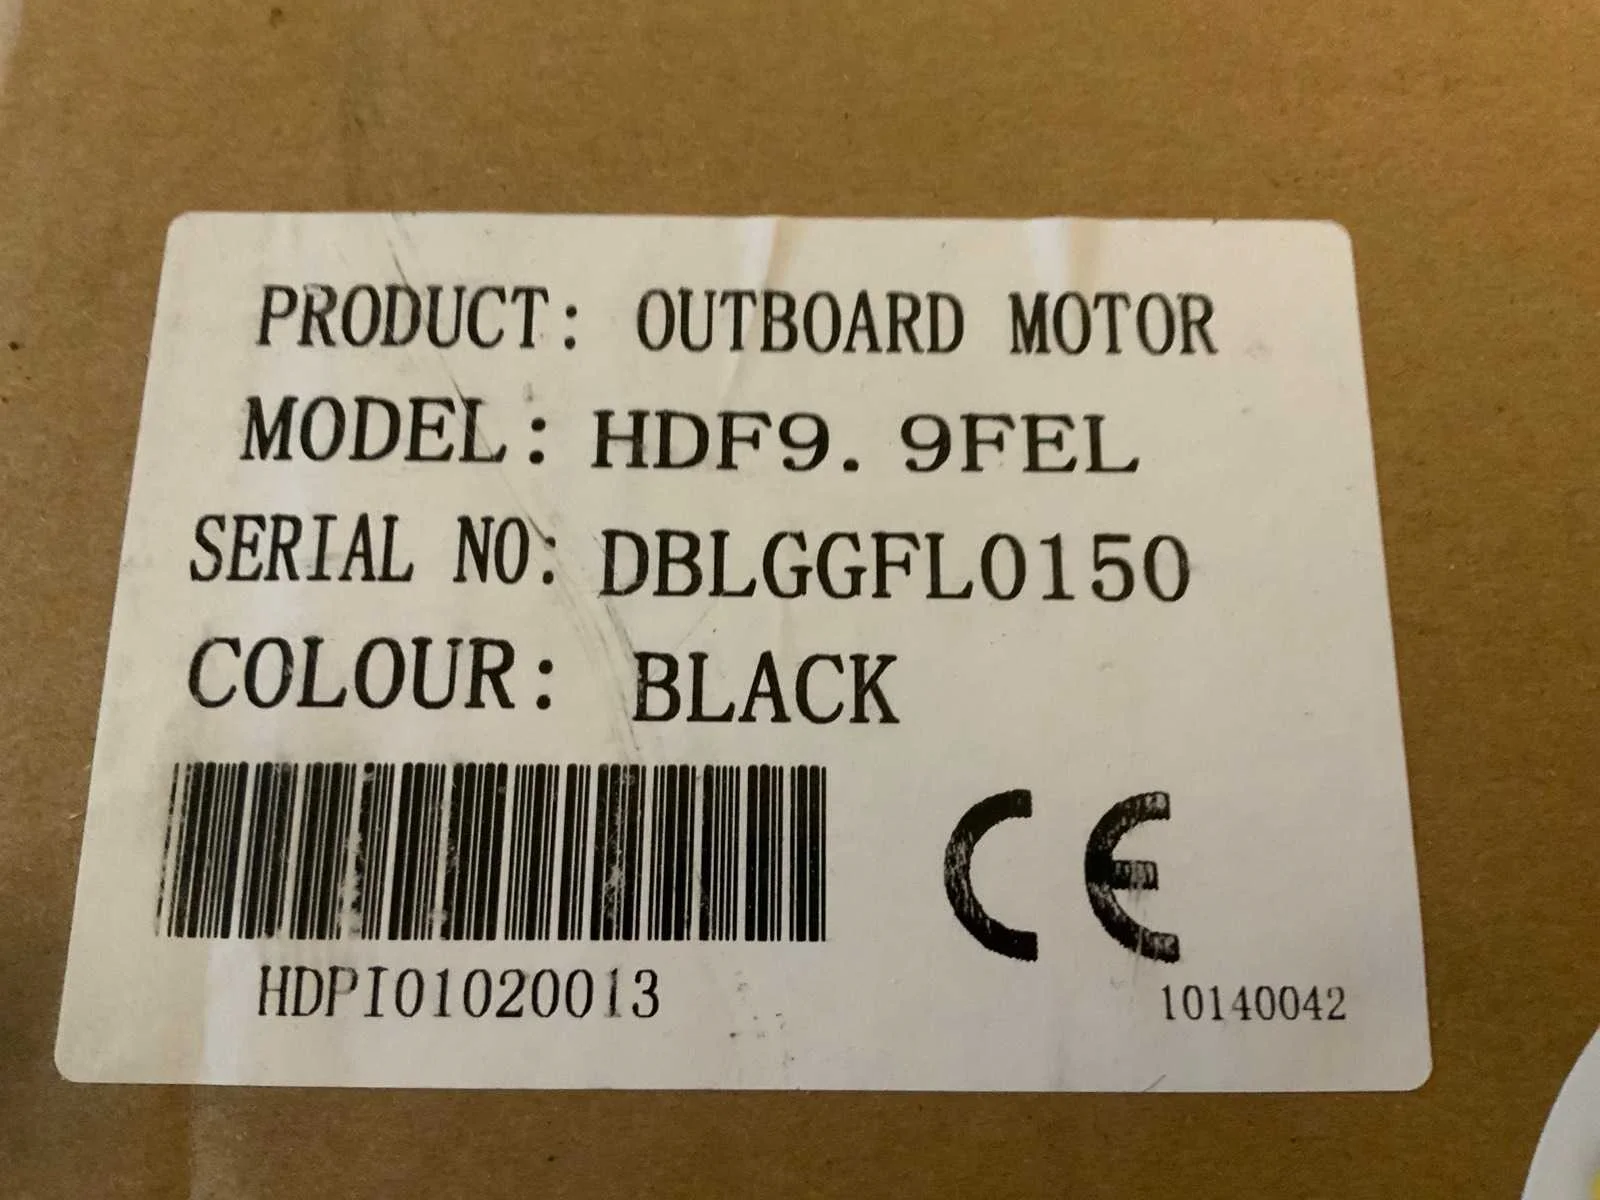 PRODUCT: OUTBOARD MOTOR
MODEL: HDF9.9FEL
SERIAL NO: DBLGGFL0150
COLOUR: BLACK
CE
HDPI01020013
10140042